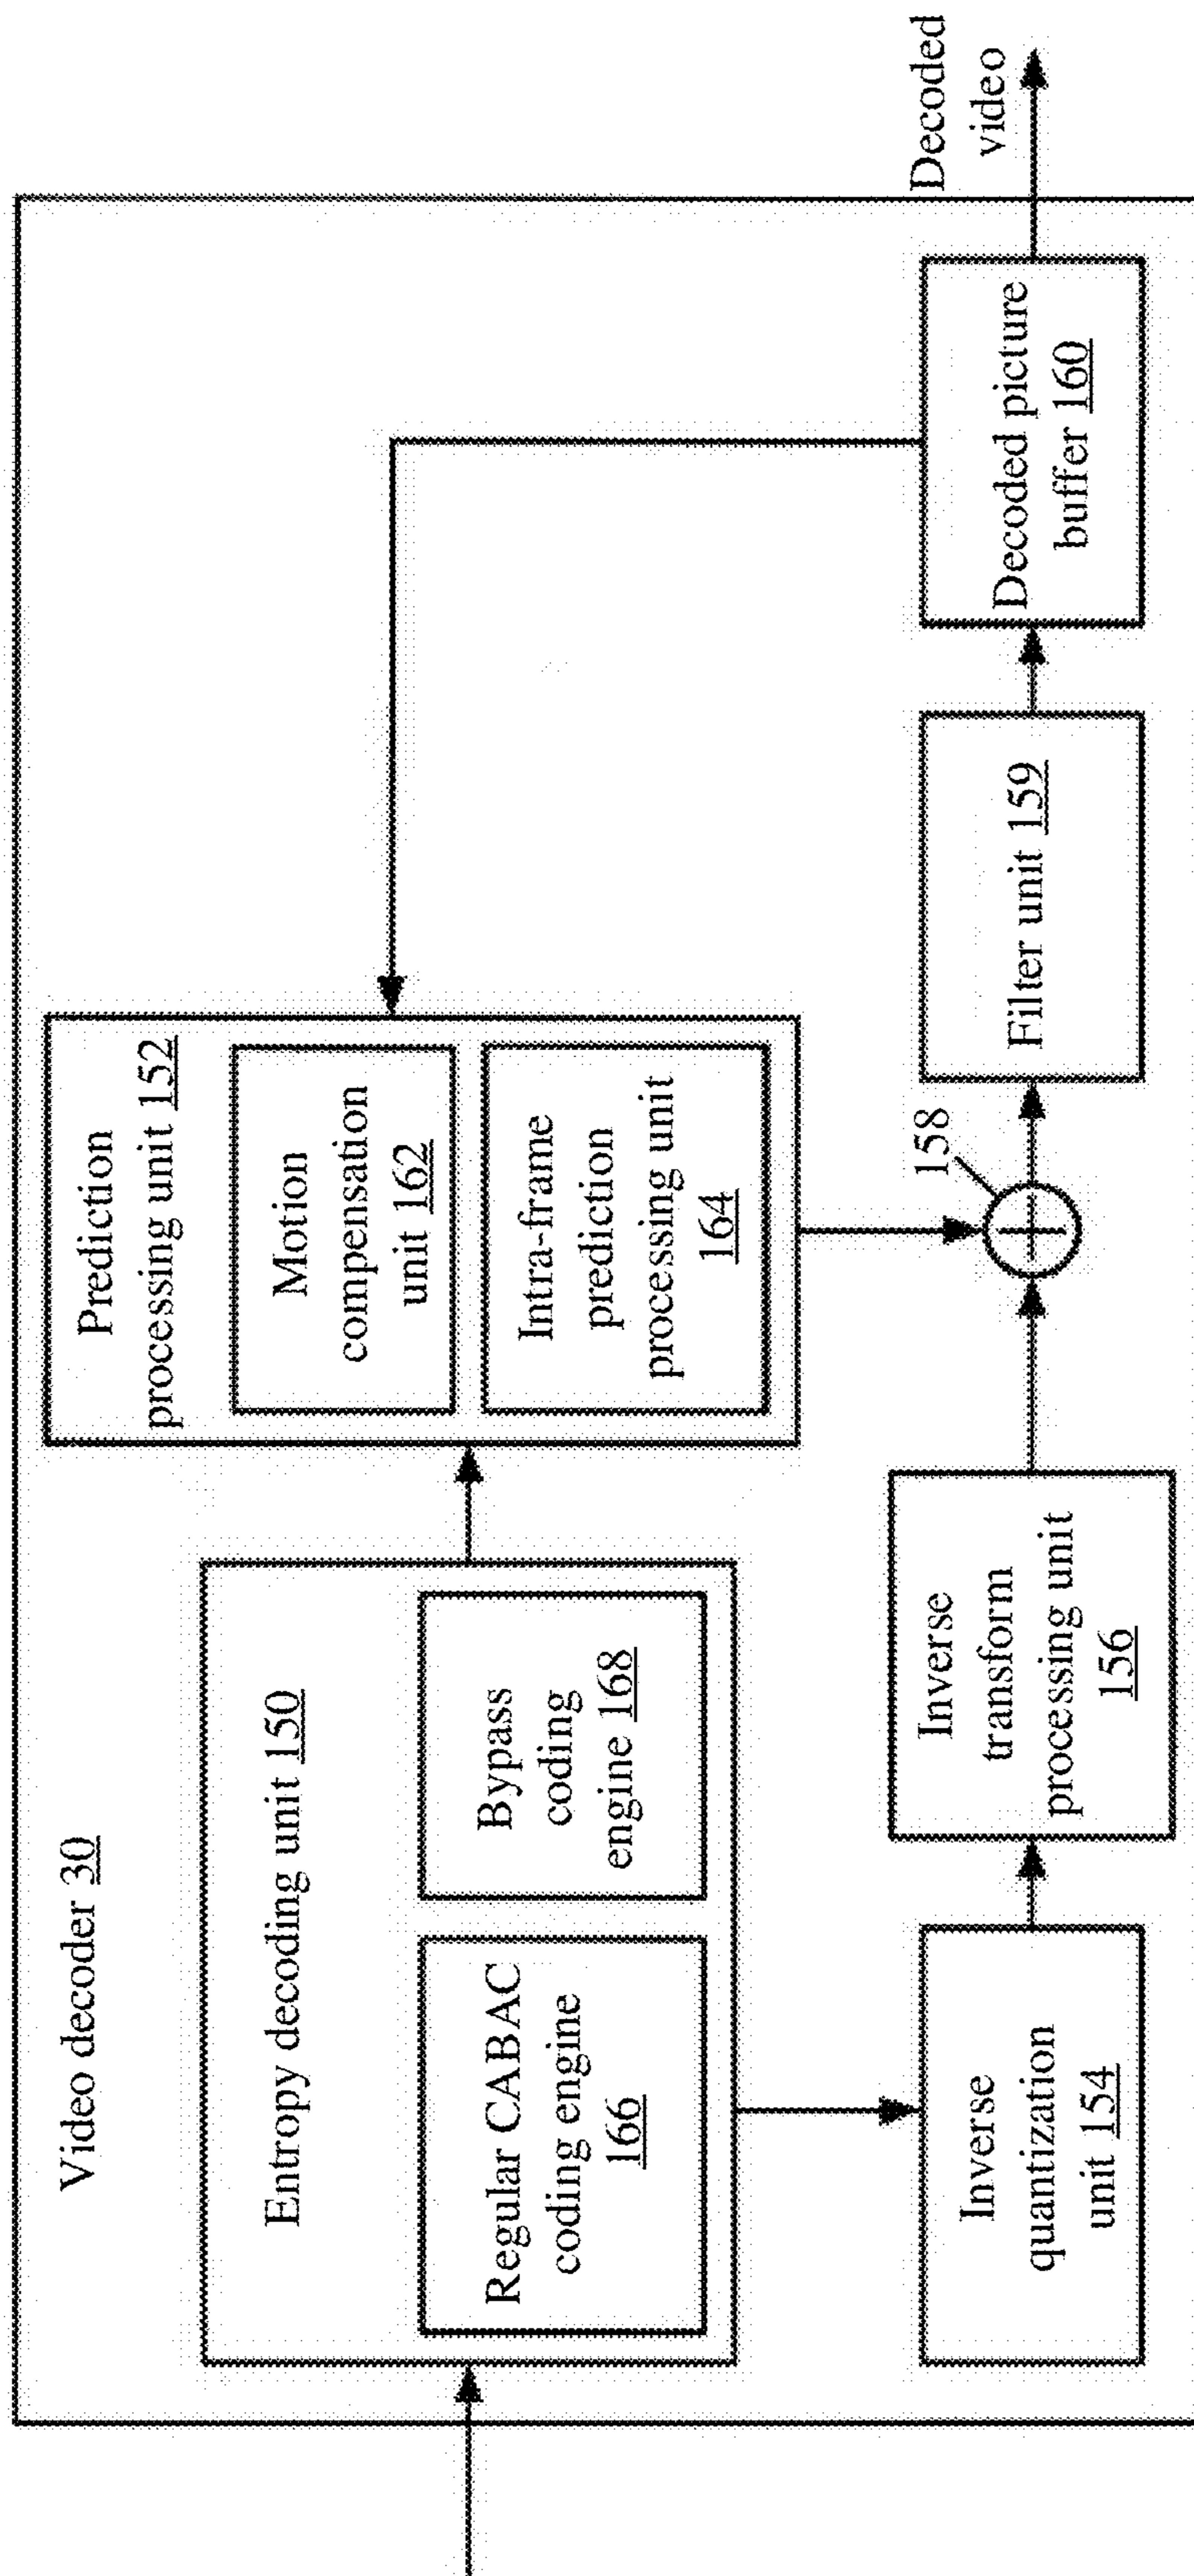 Video decoder 30
Entropy decoding unit 150
Regular CABAC
coding engine
166
Bypass
coding
engine 168
Prediction
processing unit 152
Motion
compensation
unit 162
Intra-frame
prediction
processing unit
164
Inverse
quantization
unit 154
Inverse
transform
processing unit
156
158
Filter unit 159
Decoded picture
buffer 160
Decoded
video